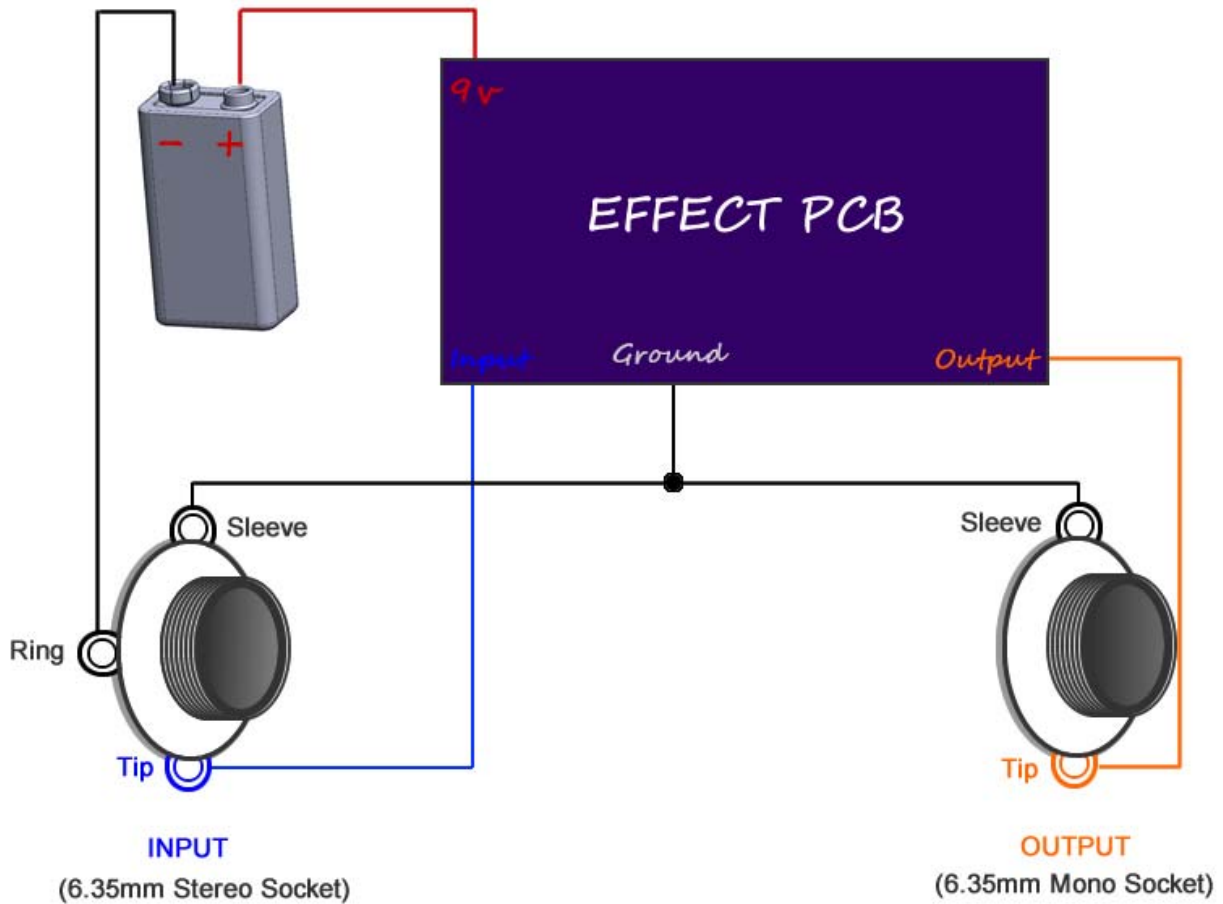 9v
- +
EFFECT PCB
Input
Ground
Output
Sleeve
Sleeve
Ring
Tip
Tip
INPUT
(6.35mm Stereo Socket)
OUTPUT
(6.35mm Mono Socket)